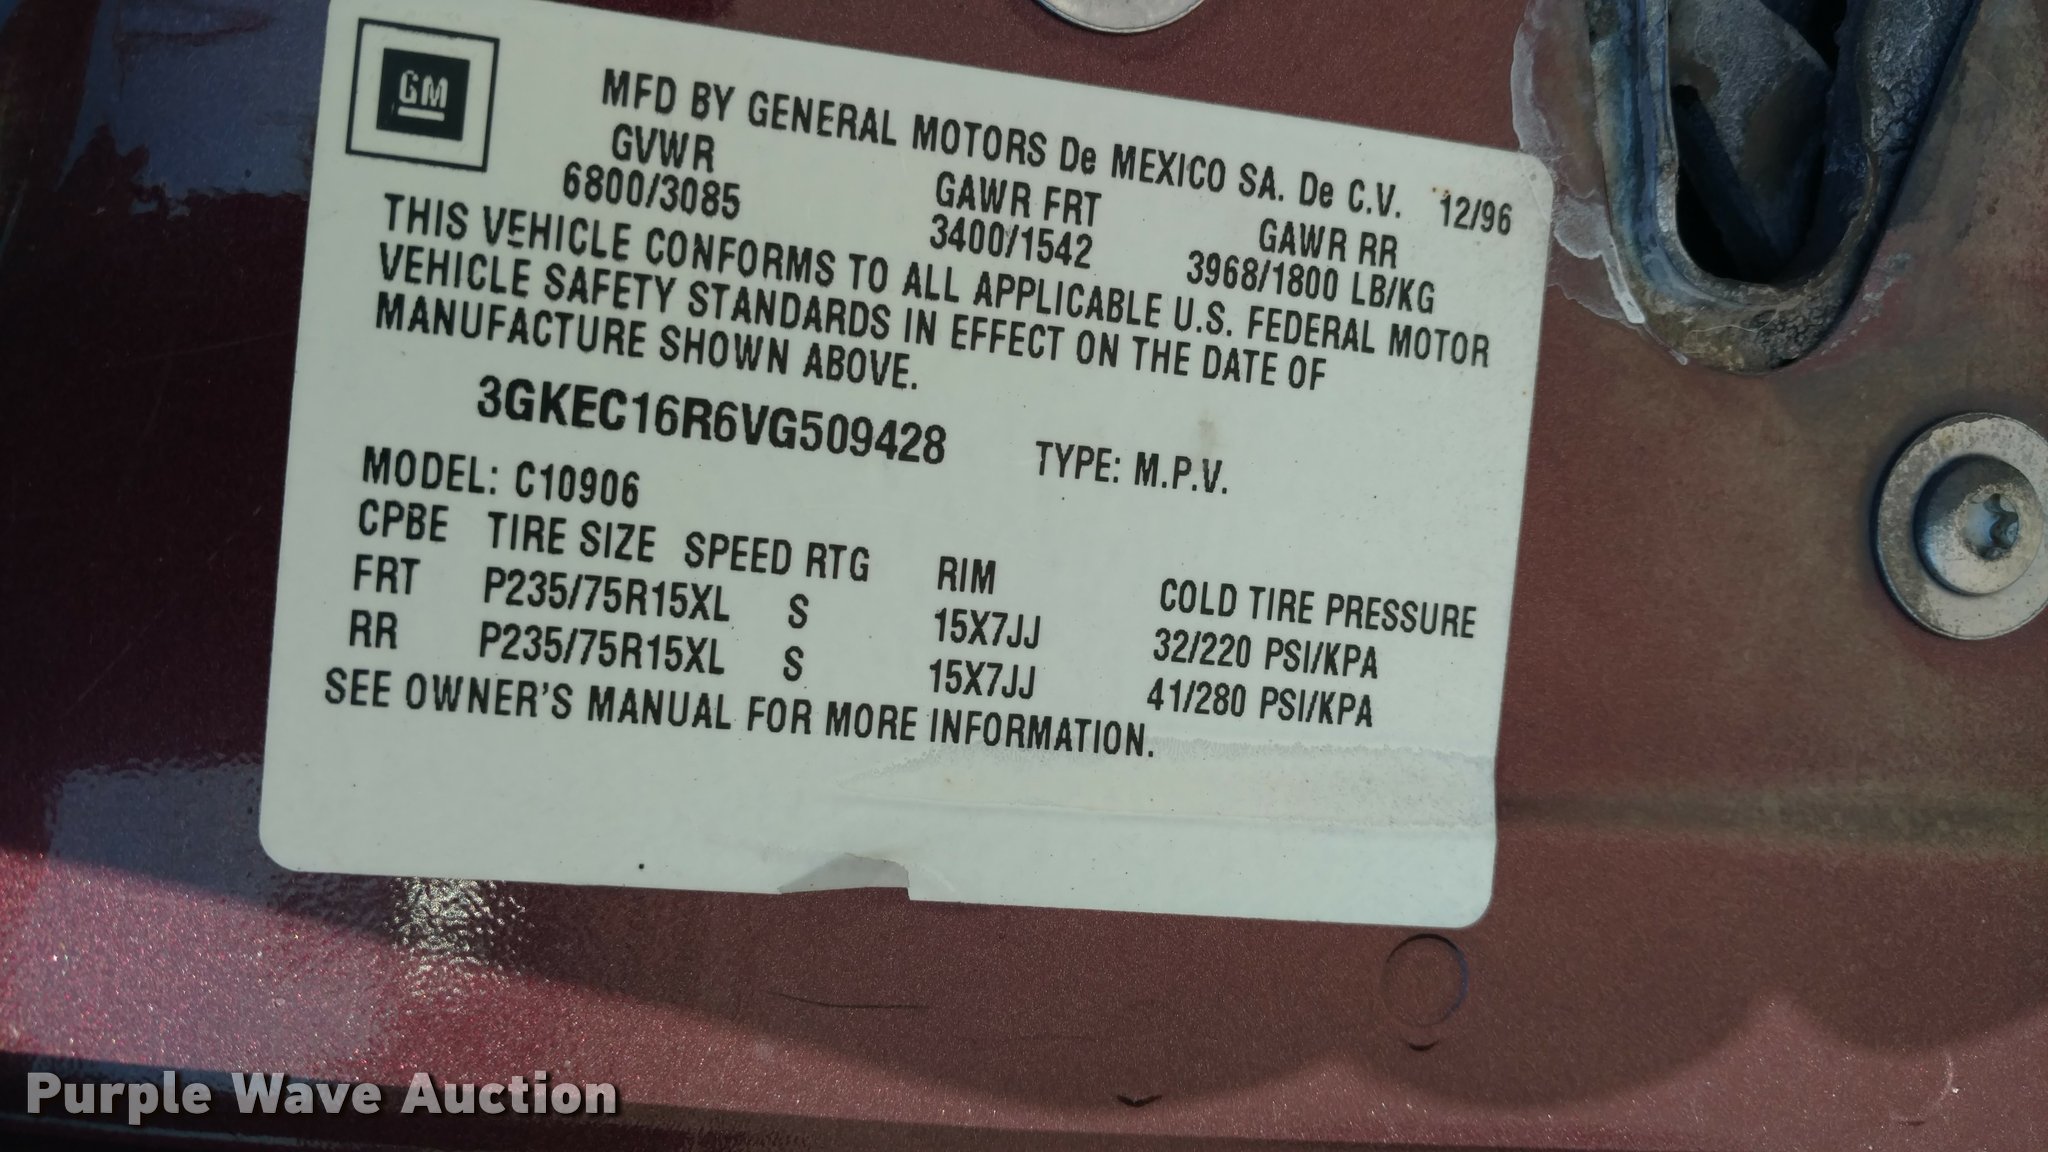 GM
MFD BY GENERAL MOTORS De MEXICO SA. De C.V. 12/96
GVWR GAWR FRT GAWR RR
6800/3085 3400/1542 3968/1800 LB/KG
THIS VEHICLE CONFORMS TO ALL APPLICABLE U.S. FEDERAL MOTOR
VEHICLE SAFETY STANDARDS IN EFFECT ON THE DATE OF
MANUFACTURE SHOWN ABOVE.
3GKEC16R6VG509428 TYPE: M.P.V.
MODEL: C10906
CPBE TIRE SIZE SPEED RTG RIM COLD TIRE PRESSURE
FRT P235/75R15XL S 15X7JJ 32/220 PSI/KPA
RR P235/75R15XL S 15X7JJ 41/280 PSI/KPA
SEE OWNER'S MANUAL FOR MORE INFORMATION.
Purple Wave Auction